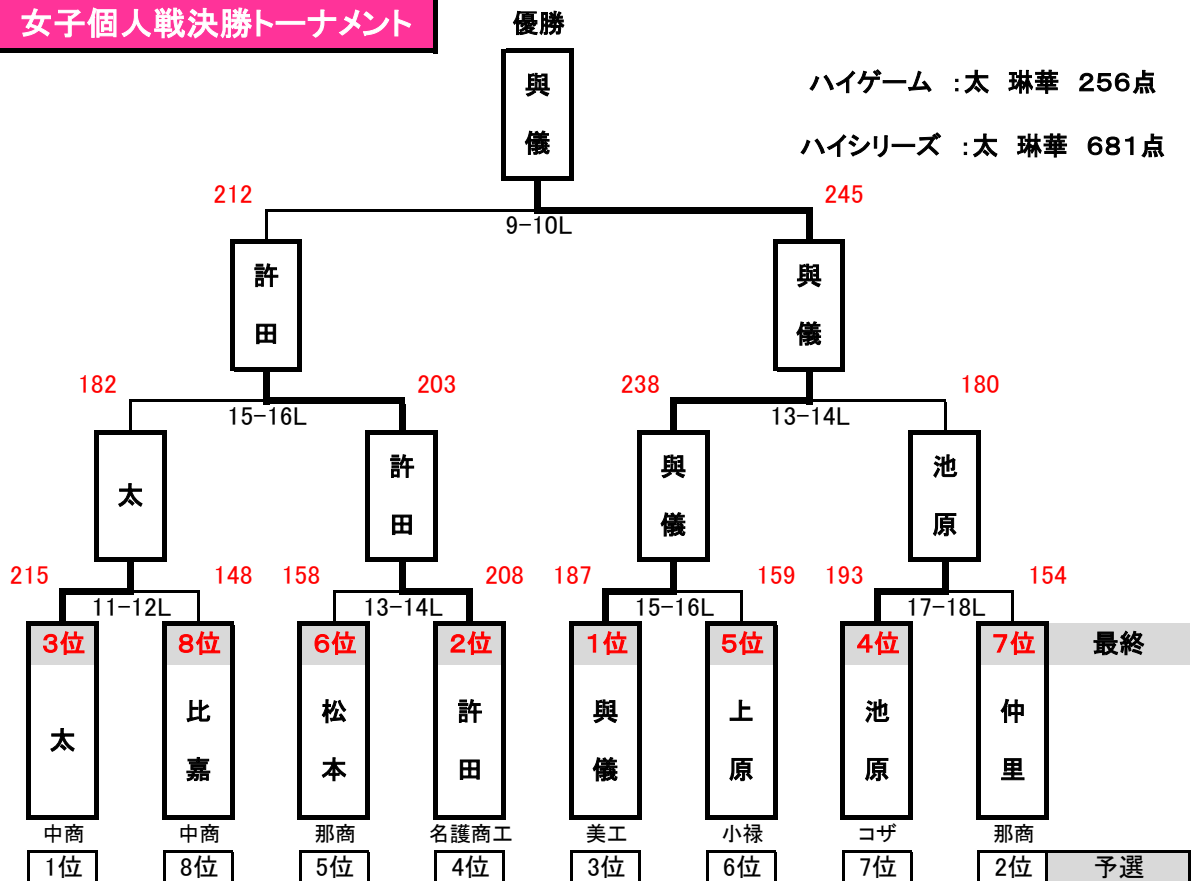 女子個人戦決勝トーナメント
優勝
與儀
ハイゲーム :太 琳華 256点
ハイシリーズ :太 琳華 681点
212 245
9-10L
許田 與儀
182 203 238 180
15-16L 13-14L
太 許田 與儀 池原
215 148 158 208 187 159 193 154
11-12L 13-14L 15-16L 17-18L
3位 8位 6位 2位 1位 5位 4位 7位 最終
太 比嘉 松本 許田 與儀 上原 池原 仲里
中商 中商 那商 名護商工 美工 小禄 コザ 那商
1位 8位 5位 4位 3位 6位 7位 2位 予選